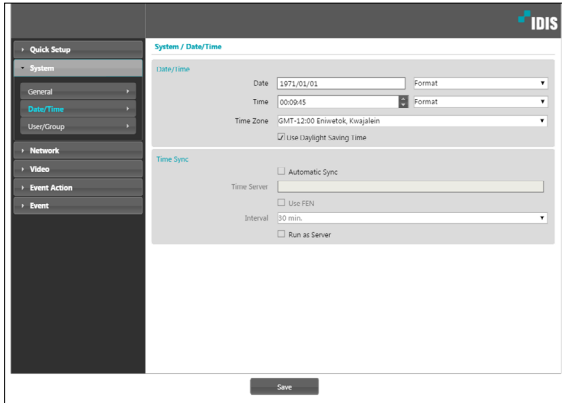 IDIS
Quick Setup
System
General
Date/Time
User/Group
Network
Video
Event Action
Event
System / Date/Time
Date/Time
Date 1971/01/01 Format
Time 00:09:45 Format
Time Zone GMT-12:00 Eniwetok, Kwajalein
Use Daylight Saving Time
Time Sync
Automatic Sync
Time Server
Use FEN
Interval 30 min.
Run as Server
Save